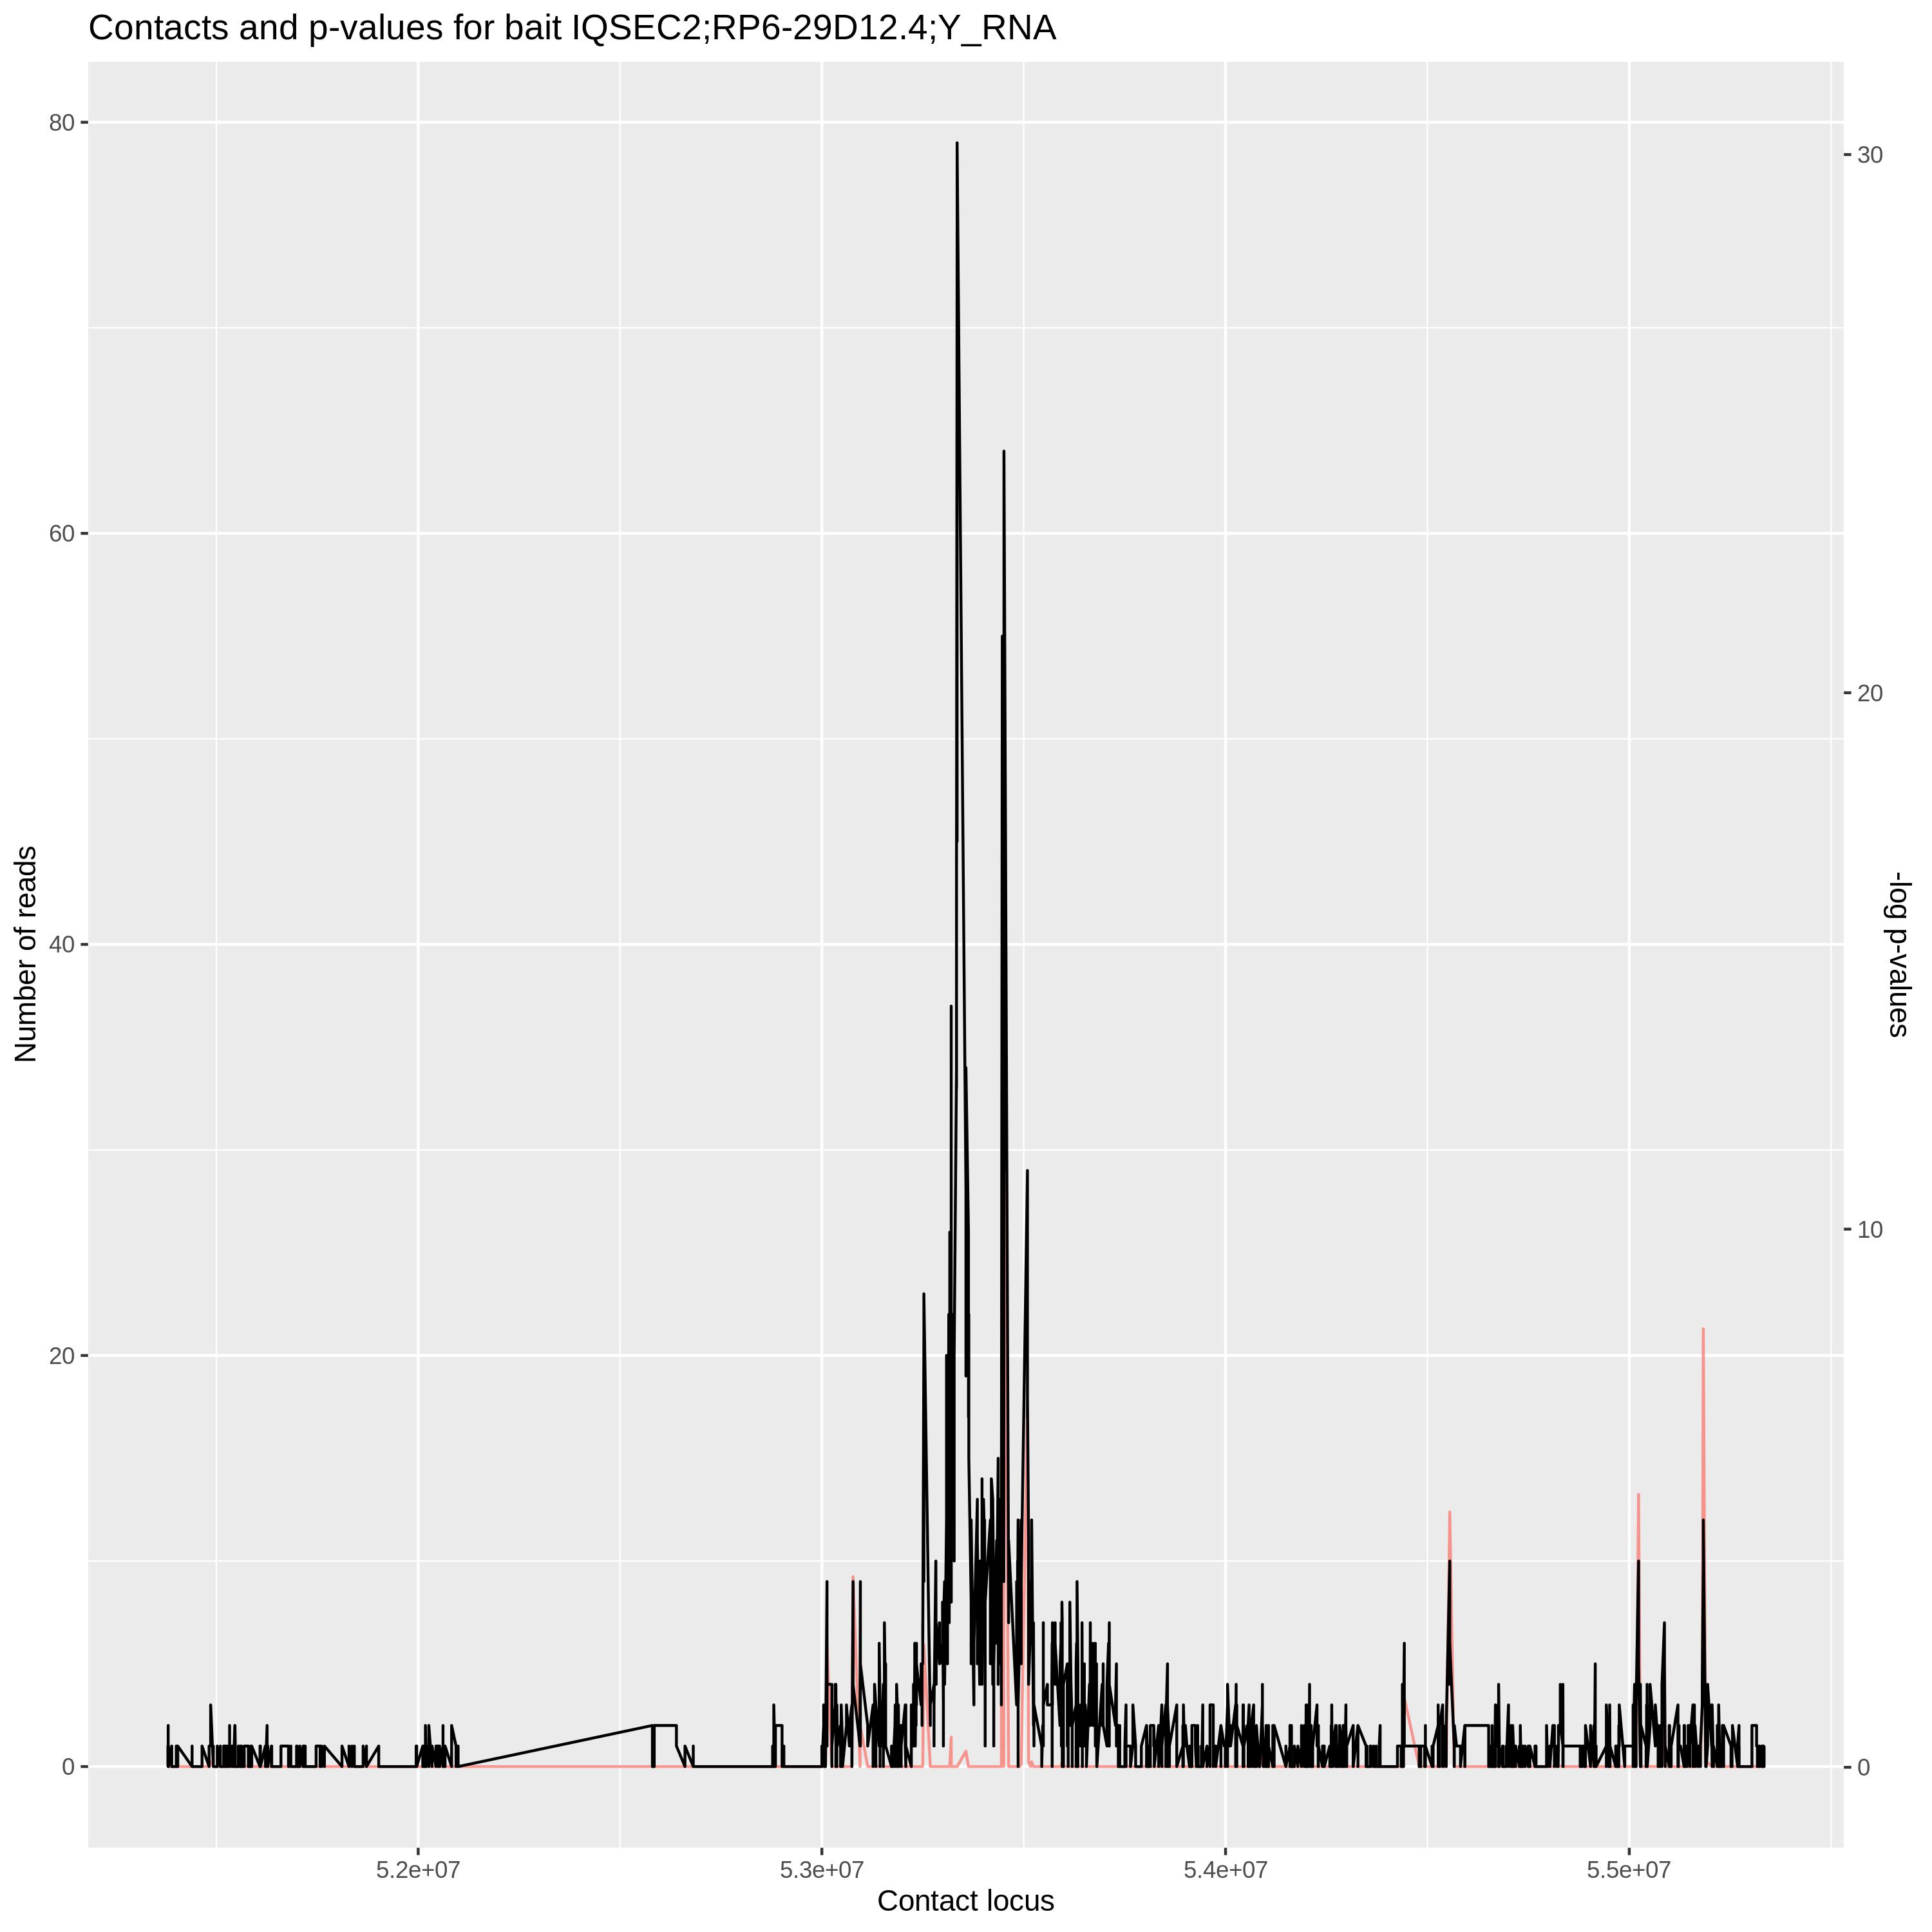 Contacts and p-values for bait IQSEC2;RP6-29D12.4;Y_RNA
80
60
40
20
0
Number of reads
30
20
10
0
-log p-values
5.2e+07
5.3e+07
5.4e+07
5.5e+07
Contact locus